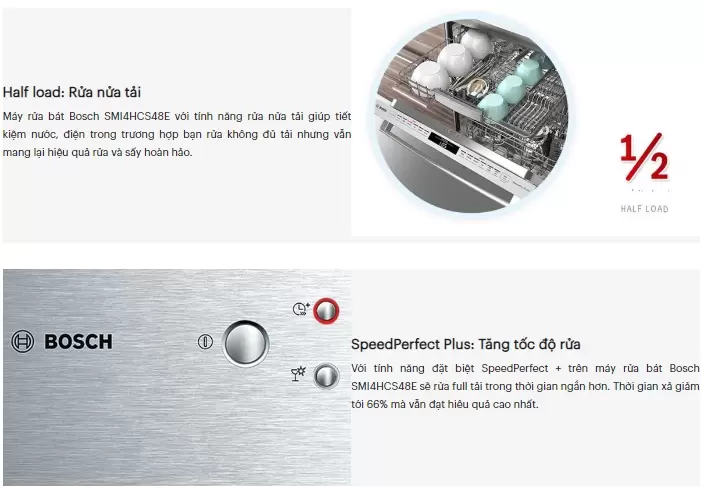 Half load: Rửa nửa tải
Máy rửa bát Bosch SMI4HCS48E với tính năng rửa nửa tải giúp tiết
kiệm nước, điện trong trương hợp bạn rửa không đủ tải nhưng vẫn
mang lại hiệu quả rửa và sấy hoàn hảo.
1/2
HALF LOAD
BOSCH
SpeedPerfect Plus: Tăng tốc độ rửa
Với tính năng đặt biệt SpeedPerfect + trên máy rửa bát Bosch
SMI4HCS48E sẽ rửa full tải trong thời gian ngắn hơn. Thời gian xả giảm
tới 66% mà vẫn đạt hiêu quả cao nhất.